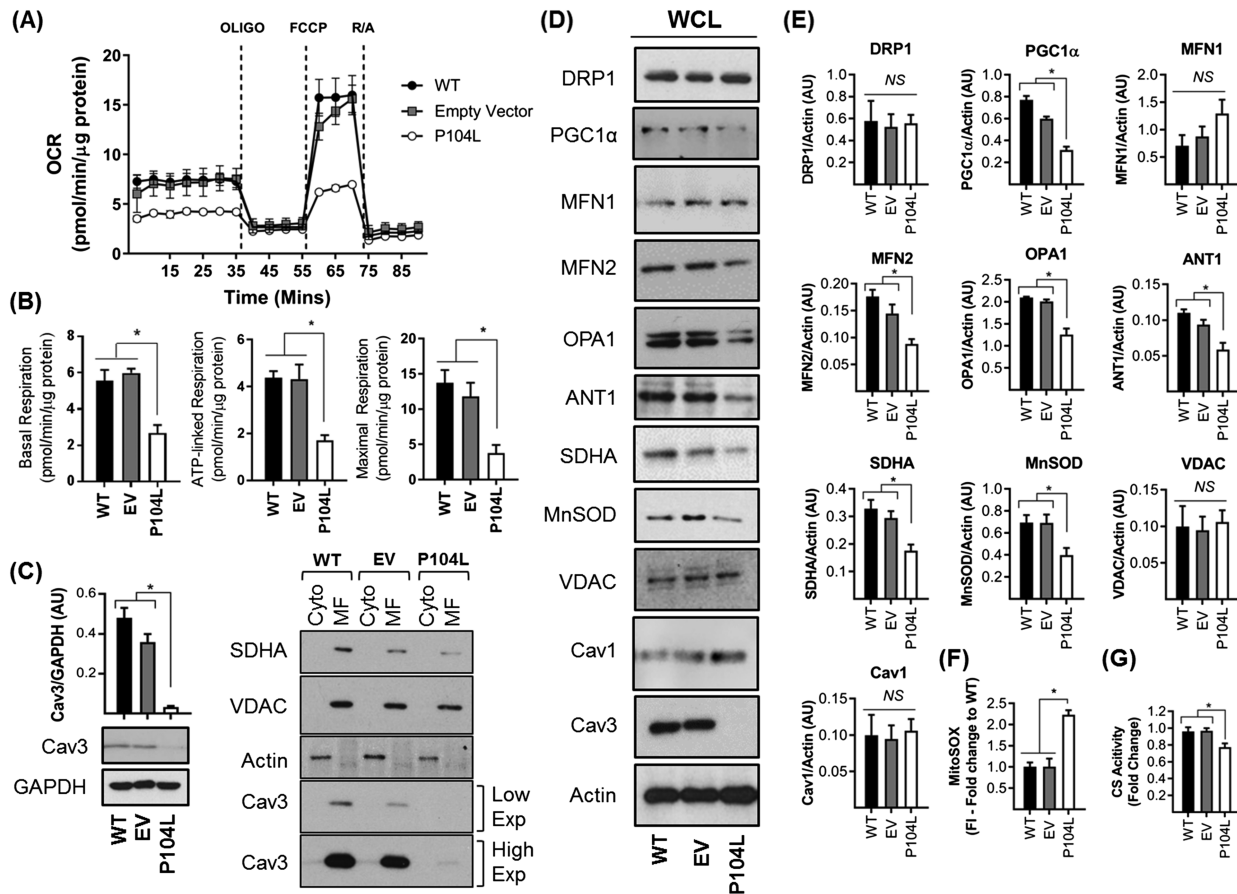 (A)
OLIGO FCCP R/A
OCR
(pmol/min/µg protein)
20
15
10
5
0
15 25 35 45 55 65 75 85
Time (Mins)
WT
Empty Vector
P104L
(B)
Basal Respiration
(pmol/min/µg protein)
8
6
4
2
0
WT EV P104L
*
ATP-linked Respiration
(pmol/min/µg protein)
6
4
2
0
WT EV P104L
*
Maximal Respiration
(pmol/min/µg protein)
20
15
10
5
0
WT EV P104L
*
(C)
Cav3/GAPDH (AU)
0.6
0.4
0.2
*
Cav3
GAPDH
WT EV P104L
WT EV P104L
Cyto MF Cyto MF Cyto MF
SDHA
VDAC
Actin
Cav3
Low
Exp
Cav3
High
Exp
(D)
WCL
DRP1
PGC1α
MFN1
MFN2
OPA1
ANT1
SDHA
MnSOD
VDAC
Cav1
Cav3
Actin
WT EV P104L
(E)
DRP1
DRP1/Actin (AU)
1.0
0.8
0.6
0.4
0.2
NS
WT EV P104L
PGC1α
PGC1α/Actin (AU)
1.0
0.8
0.6
0.4
0.2
*
WT EV P104L
MFN1
MFN1/Actin (AU)
2.0
1.5
1.0
0.5
NS
WT EV P104L
MFN2
MFN2/Actin (AU)
0.20
0.15
0.10
0.05
*
WT EV P104L
OPA1
OPA1/Actin (AU)
2.5
2.0
1.5
1.0
0.5
*
WT EV P104L
ANT1
ANT1/Actin (AU)
0.15
0.10
0.05
*
WT EV P104L
SDHA
SDHA/Actin (AU)
0.4
0.3
0.2
0.1
*
WT EV P104L
MnSOD
MnSOD/Actin (AU)
1.0
0.8
0.6
0.4
0.2
*
WT EV P104L
VDAC
VDAC/Actin (AU)
0.15
0.10
0.05
NS
WT EV P104L
Cav1
Cav1/Actin (AU)
0.15
0.10
0.05
NS
WT EV P104L
(F)
MitoSOX
(FI - Fold change to WT)
2.5
2.0
1.5
1.0
0.5
0.0
*
WT EV P104L
(G)
CS Acitivity
(Fold Change)
1.2
1.0
0.8
0.6
0.4
0.2
*
WT EV P104L